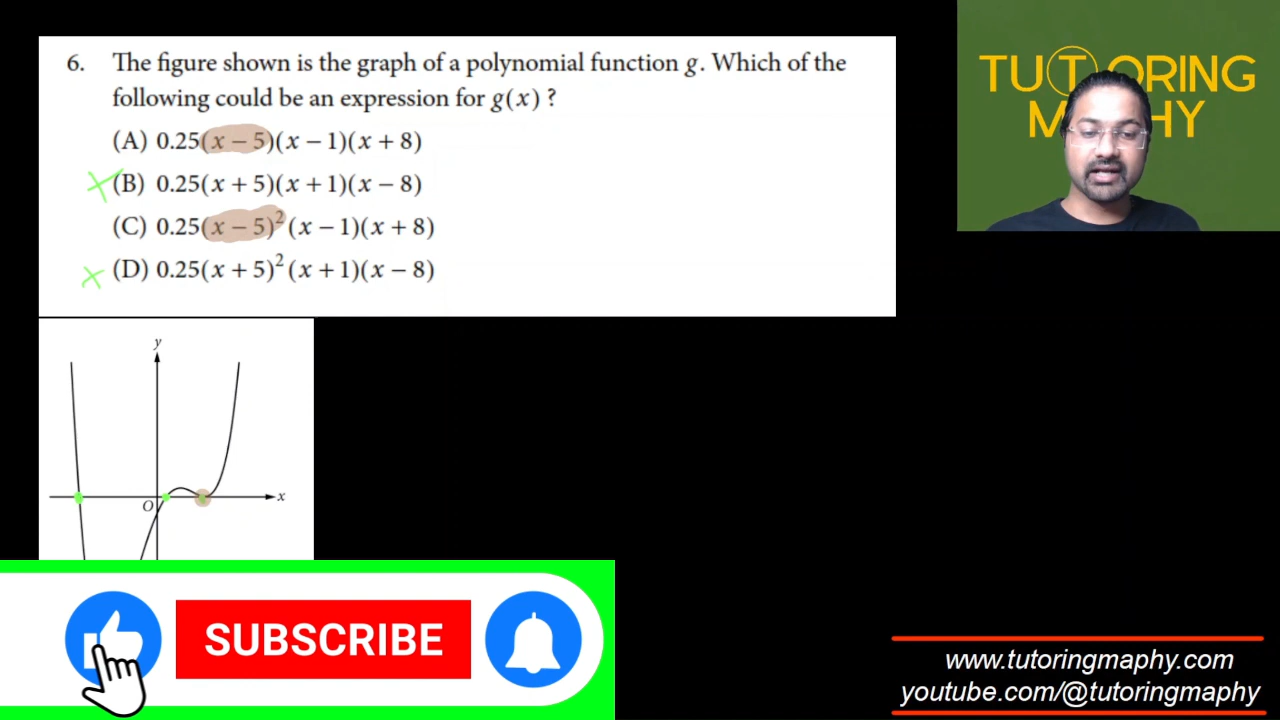 6. The figure shown is the graph of a polynomial function g. Which of the
following could be an expression for g(x) ?
(A) 0.25(x − 5)(x − 1)(x + 8)
(B) 0.25(x + 5)(x + 1)(x − 8)
(C) 0.25(x − 5)² (x − 1)(x + 8)
(D) 0.25(x + 5)² (x + 1)(x − 8)
TUTORING
MAPHY
y
O
x
SUBSCRIBE
www.tutoringmaphy.com
youtube.com/@tutoringmaphy